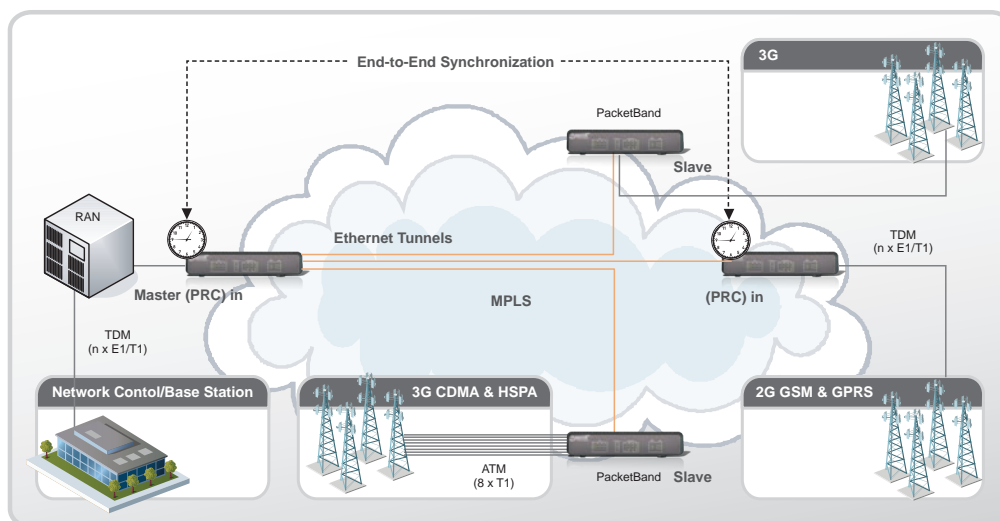 3G
End-to-End Synchronization
PacketBand
Slave
RAN
TDM
(n x E1/T1)
Ethernet Tunnels
Master (PRC) in
MPLS
(PRC) in
TDM
(n x E1/T1)
Network Contol/Base Station
3G CDMA & HSPA
2G GSM & GPRS
ATM
(8 x T1)
PacketBand
Slave